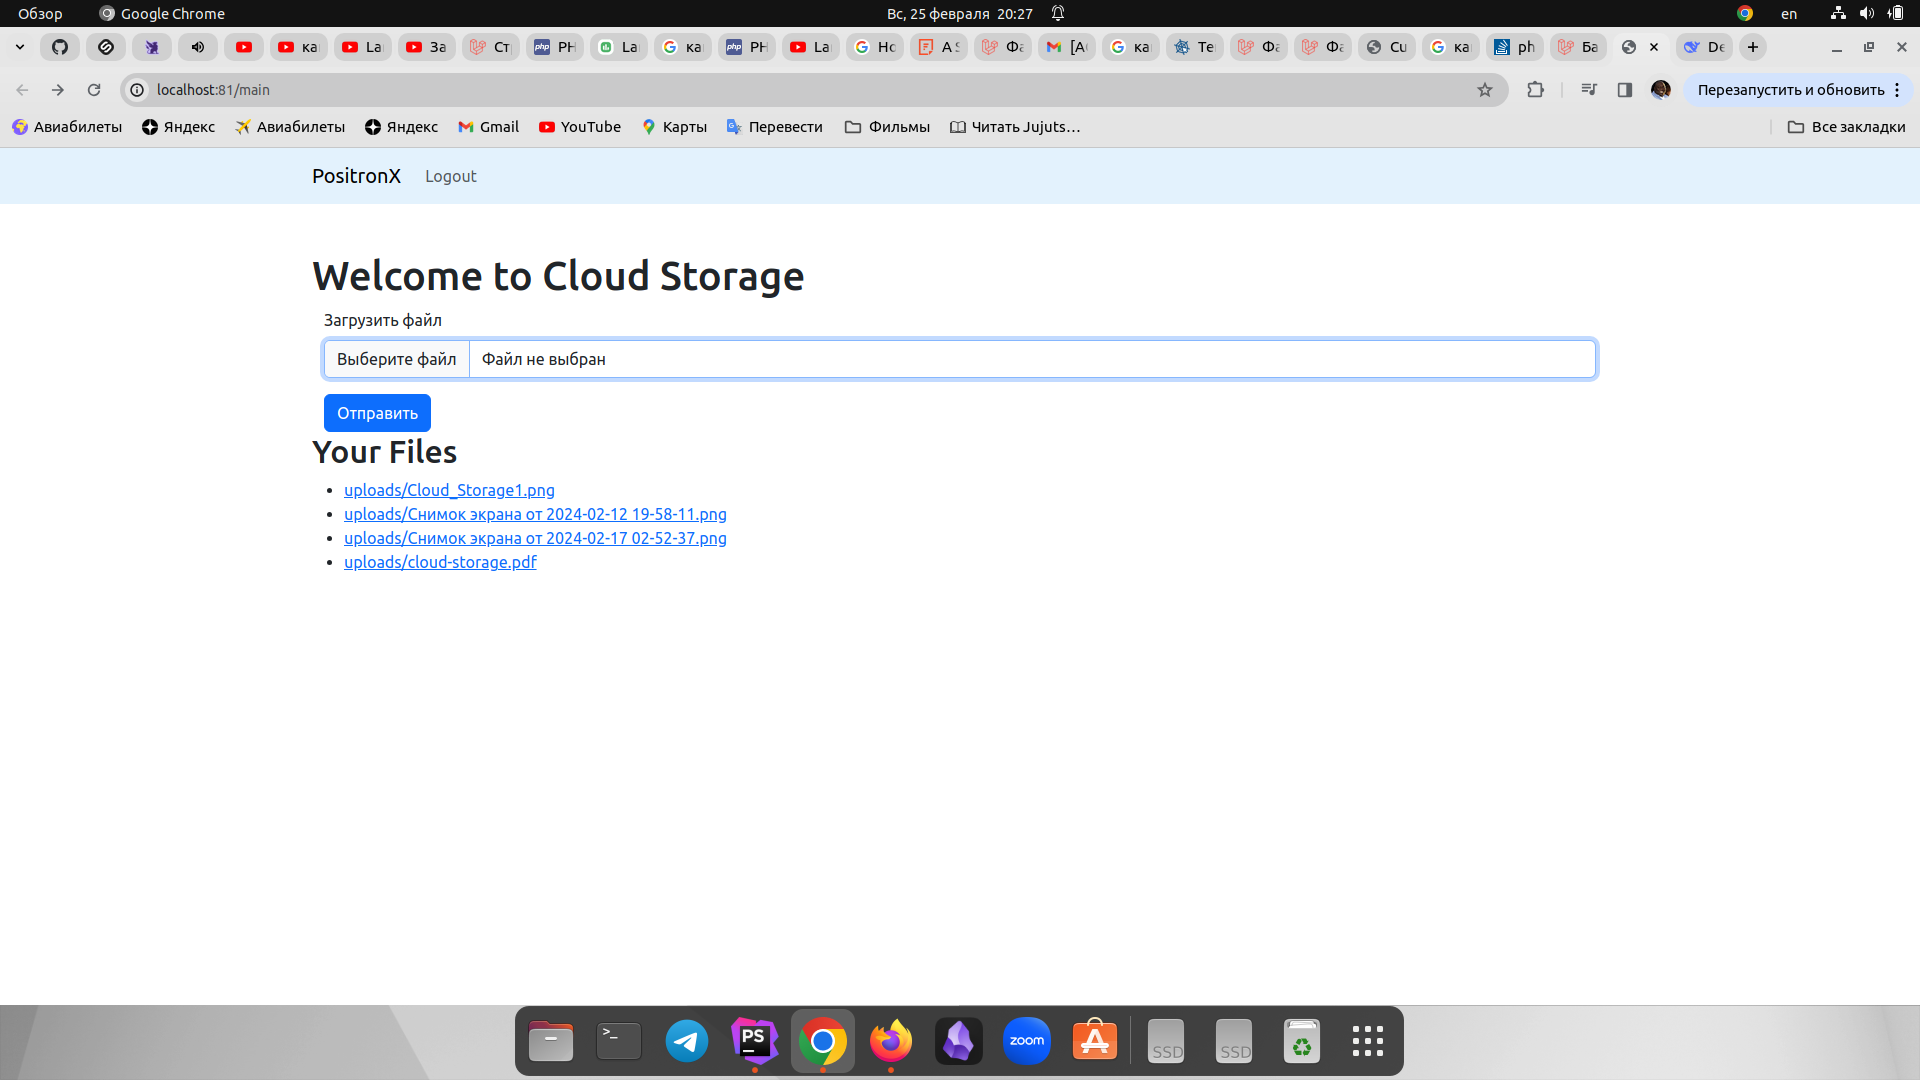 Обзор Google Chrome Вс, 25 февраля 20:27 en
ка La За Ст PH La ка PH La Но A S Фа [A ка Те Фа Фа Cu ка ph Ба De
localhost:81/main Перезапустить и обновить
Авиабилеты Яндекс Авиабилеты Яндекс Gmail YouTube Карты Перевести Фильмы Читать Jujuts… Все закладки
PositronX Logout
Welcome to Cloud Storage
Загрузить файл
Выберите файл Файл не выбран
Отправить
Your Files
uploads/Cloud_Storage1.png
uploads/Снимок экрана от 2024-02-12 19-58-11.png
uploads/Снимок экрана от 2024-02-17 02-52-37.png
uploads/cloud-storage.pdf
PS zoom SSD SSD